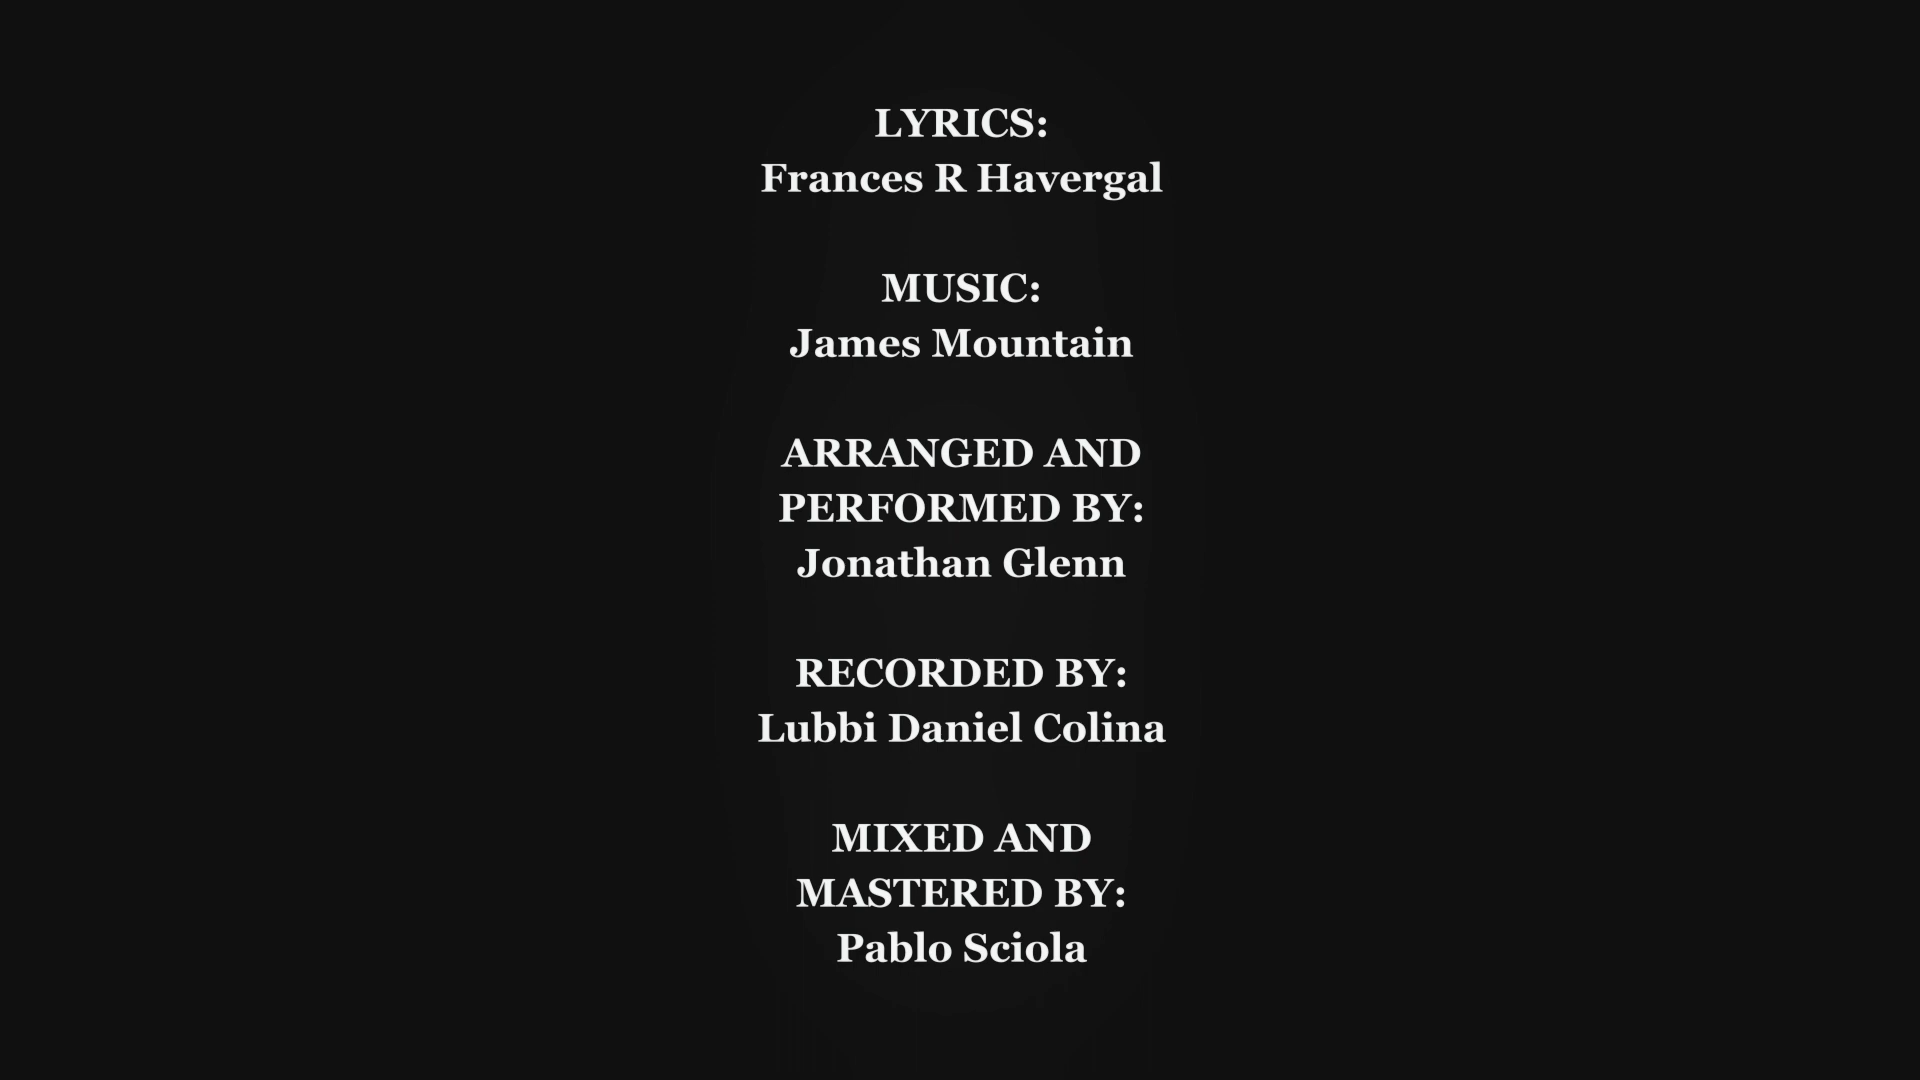 LYRICS:
Frances R Havergal
MUSIC:
James Mountain
ARRANGED AND
PERFORMED BY:
Jonathan Glenn
RECORDED BY:
Lubbi Daniel Colina
MIXED AND
MASTERED BY:
Pablo Sciola